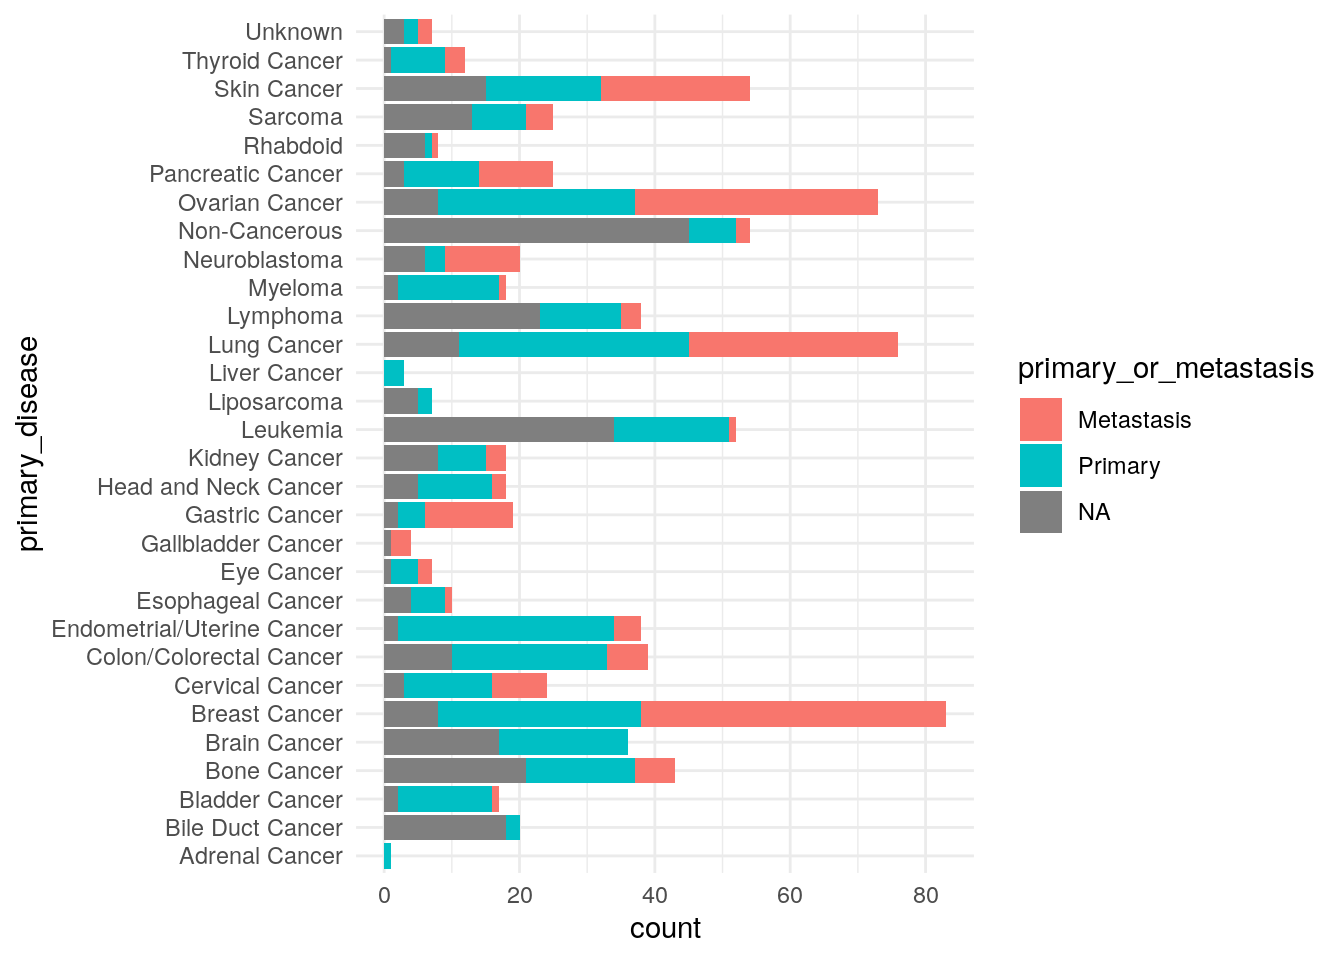 primary_disease
Unknown
Thyroid Cancer
Skin Cancer
Sarcoma
Rhabdoid
Pancreatic Cancer
Ovarian Cancer
Non-Cancerous
Neuroblastoma
Myeloma
Lymphoma
Lung Cancer
Liver Cancer
Liposarcoma
Leukemia
Kidney Cancer
Head and Neck Cancer
Gastric Cancer
Gallbladder Cancer
Eye Cancer
Esophageal Cancer
Endometrial/Uterine Cancer
Colon/Colorectal Cancer
Cervical Cancer
Breast Cancer
Brain Cancer
Bone Cancer
Bladder Cancer
Bile Duct Cancer
Adrenal Cancer
0 20 40 60 80
count
primary_or_metastasis
Metastasis
Primary
NA